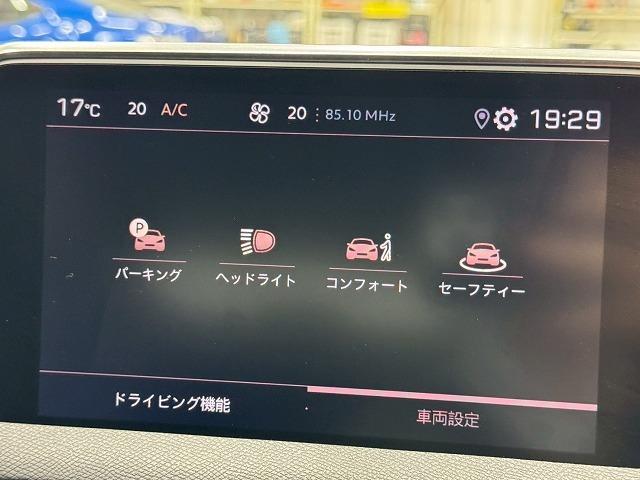 17°C 20 A/C 20 85.10 MHz 19:29
P
パーキング ヘッドライト コンフォート セーフティー
ドライビング機能 車両設定